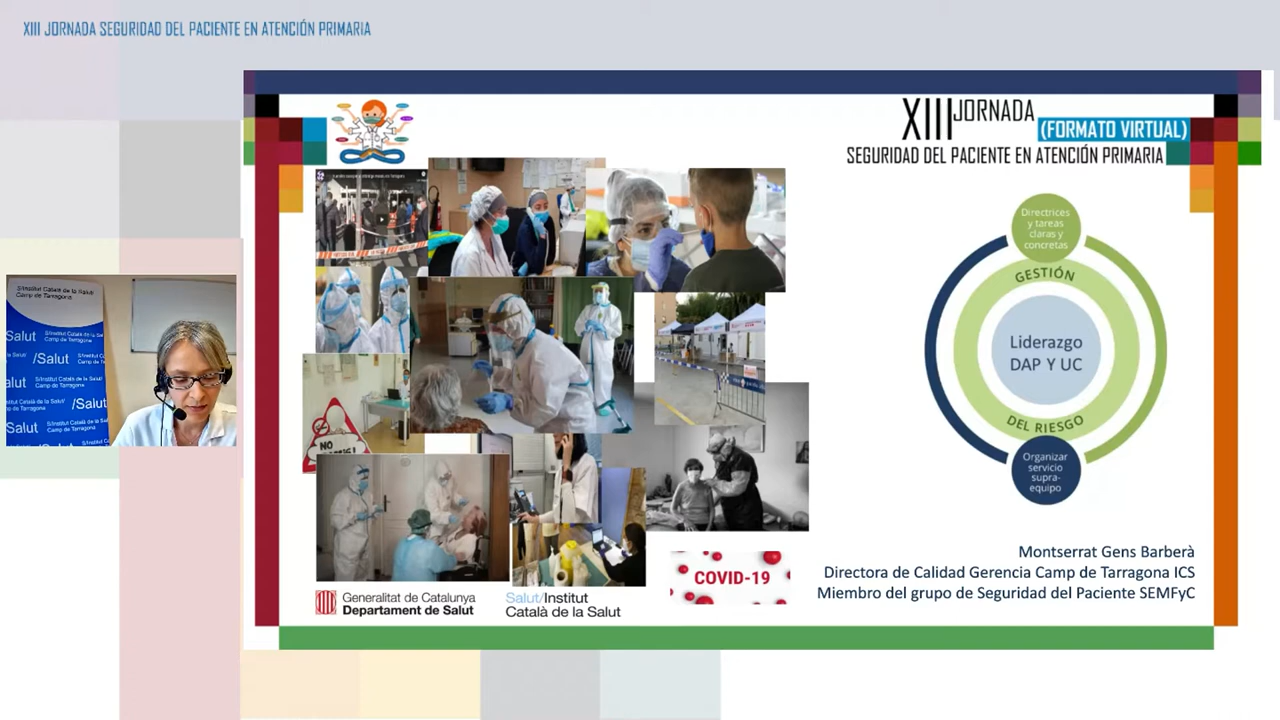 XIII JORNADA SEGURIDAD DEL PACIENTE EN ATENCIÓN PRIMARIA
XIII JORNADA
(FORMATO VIRTUAL)
SEGURIDAD DEL PACIENTE EN ATENCIÓN PRIMARIA
Directrices
y tareas
claras y
concretas
GESTIÓN
Liderazgo
DAP Y UC
DEL RIESGO
Organizar
servicio
supra-
equipo
S/Institut Català de la Salut
Camp de Tarragona
/Salut
NO
COVID-19
Montserrat Gens Barberà
Directora de Calidad Gerencia Camp de Tarragona ICS
Miembro del grupo de Seguridad del Paciente SEMFyC
Generalitat de Catalunya
Departament de Salut
Salut/Institut
Català de la Salut